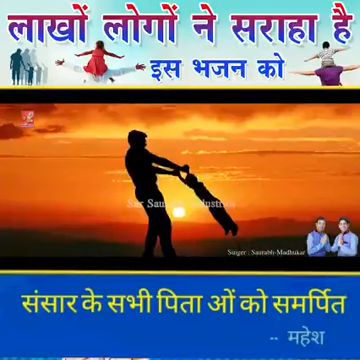 लाखों लोगों ने सराहा है
इस भजन को
Singer : Saurabh-Madhukar
संसार के सभी पिता ओं को समर्पित
-- महेश